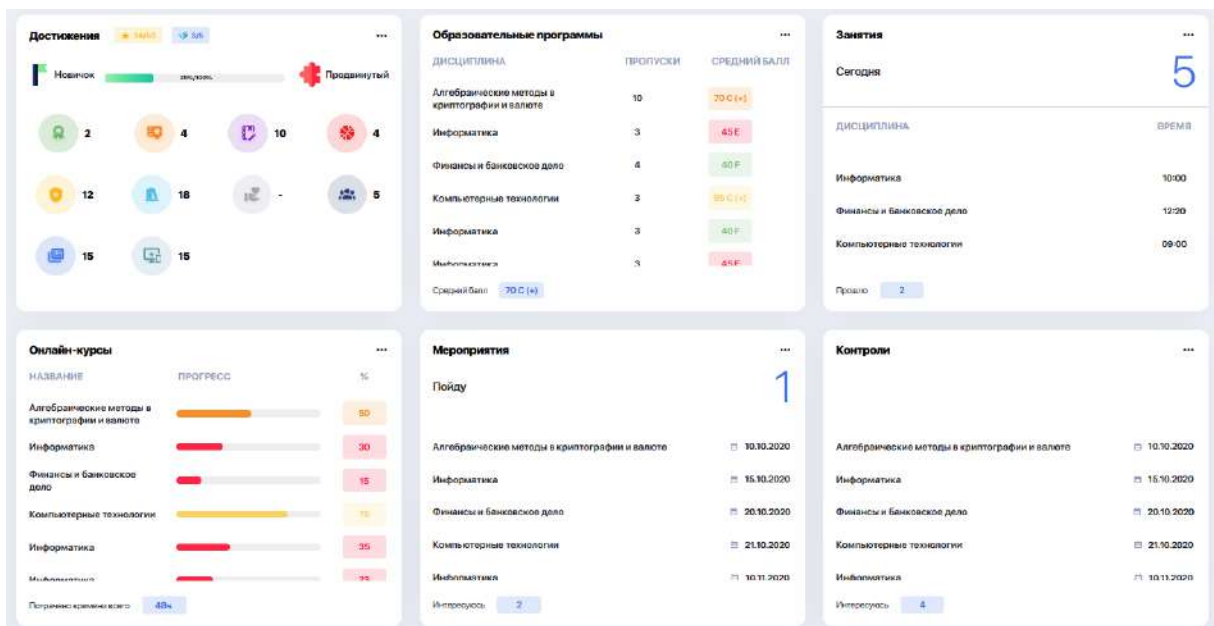 Достижения
...
Новичок
Продвинутый
2
4
10
4
12
18
-
5
15
15
Образовательные программы
...
ДИСЦИПЛИНА ПРОПУСКИ СРЕДНИЙ БАЛЛ
Алгебраические методы в
криптографии и валюте
10 70 C (+)
Информатика 3 45 E
Финансы и банковское дело 4 40 F
Компьютерные технологии 3
Информатика 3 40 F
Информатика 3 45 E
Средний балл 70 C (+)
Занятия
...
Сегодня 5
ДИСЦИПЛИНА ВРЕМЯ
Информатика 10:00
Финансы и банковское дело 12:20
Компьютерные технологии 09:00
Прошло 2
Онлайн-курсы
...
НАЗВАНИЕ ПРОГРЕСС %
Алгебраические методы в
криптографии и валюте
50
Информатика 30
Финансы и банковское
дело
15
Компьютерные технологии
Информатика 35
Информатика
Потрачено времени всего 48ч
Мероприятия
...
Пойду 1
Алгебраические методы в криптографии и валюте 10.10.2020
Информатика 15.10.2020
Финансы и банковское дело 20.10.2020
Компьютерные технологии 21.10.2020
Информатика 10.11.2020
Интересуюсь 2
Контроли
...
Алгебраические методы в криптографии и валюте 10.10.2020
Информатика 15.10.2020
Финансы и банковское дело 20.10.2020
Компьютерные технологии 21.10.2020
Информатика 10.11.2020
Интересуюсь 4